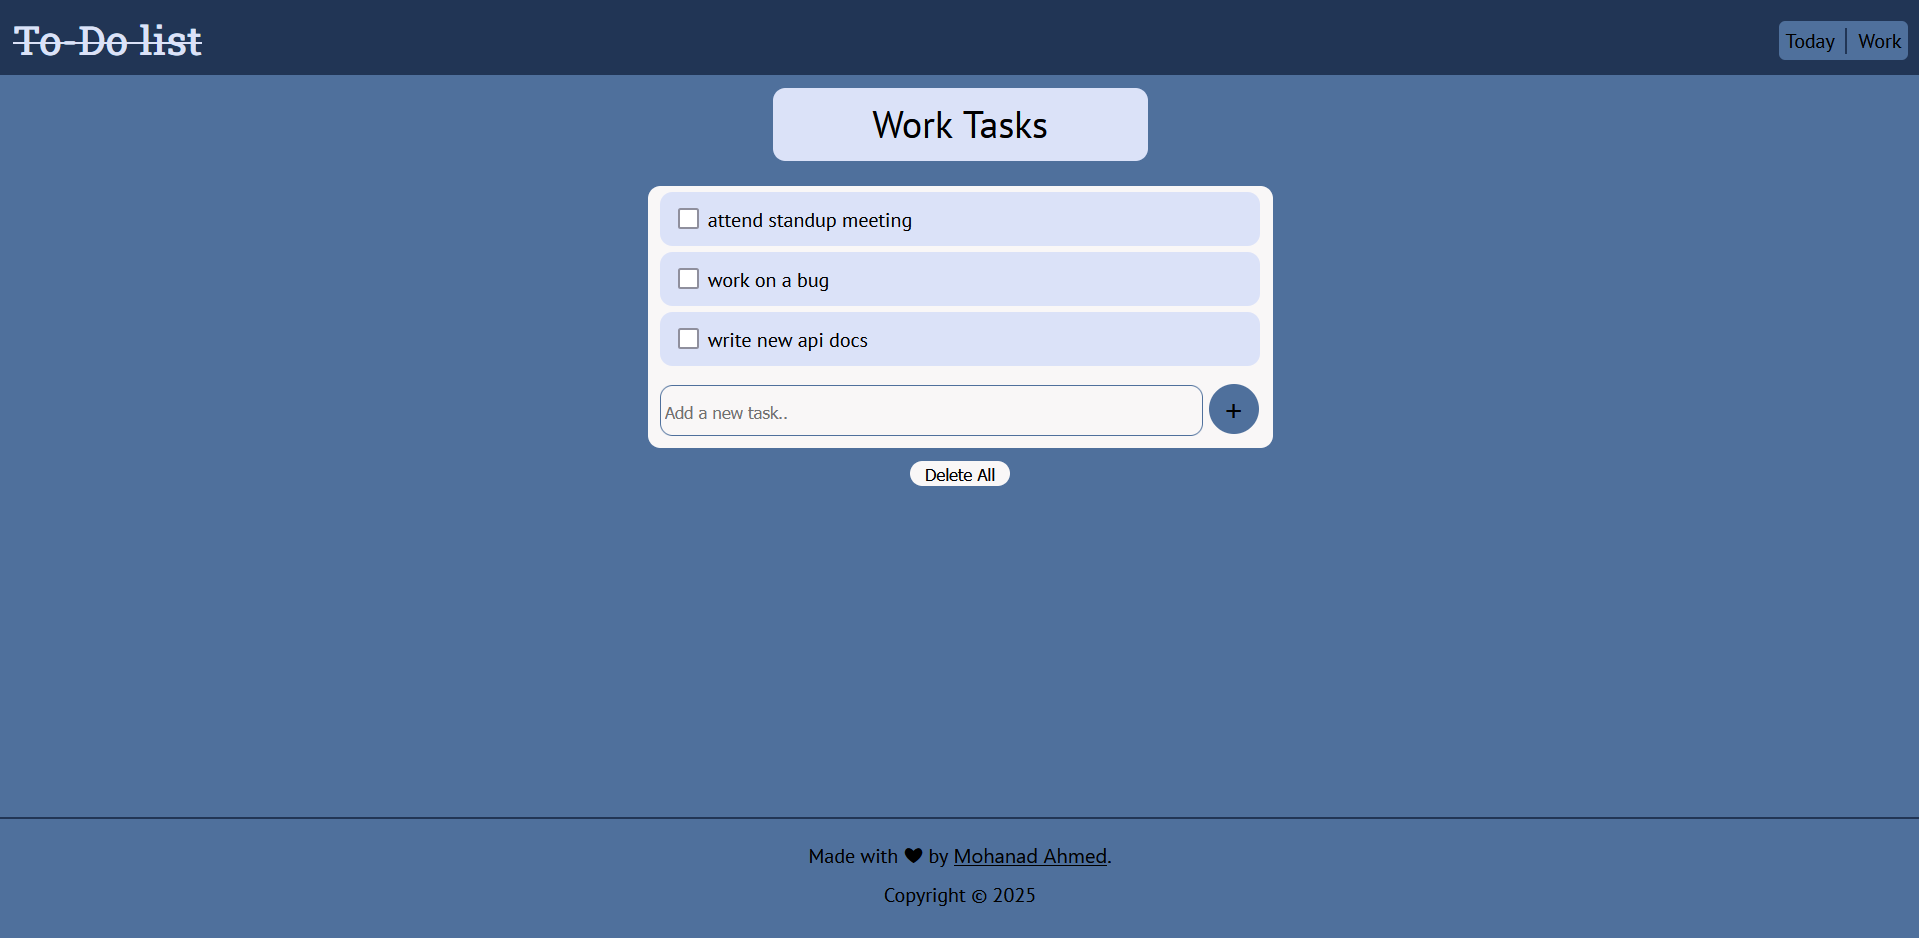 To-Do list
Today | Work
Work Tasks
attend standup meeting
work on a bug
write new api docs
Add a new task..
+
Delete All
Made with ♥ by Mohanad Ahmed.
Copyright © 2025